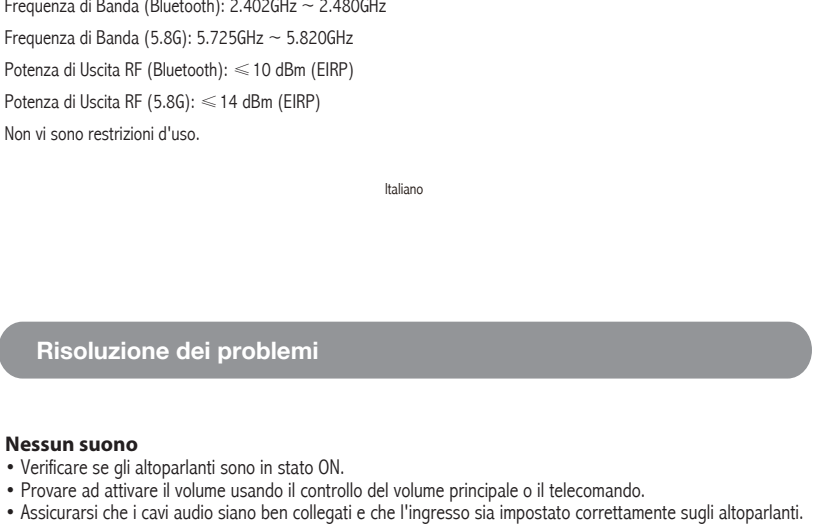 Frequenza di Banda (Bluetooth): 2.402GHz ~ 2.480GHz
Frequenza di Banda (5.8G): 5.725GHz ~ 5.820GHz
Potenza di Uscita RF (Bluetooth): ≤ 10 dBm (EIRP)
Potenza di Uscita RF (5.8G): ≤ 14 dBm (EIRP)
Non vi sono restrizioni d'uso.
Italiano
Risoluzione dei problemi
Nessun suono
• Verificare se gli altoparlanti sono in stato ON.
• Provare ad attivare il volume usando il controllo del volume principale o il telecomando.
• Assicurarsi che i cavi audio siano ben collegati e che l'ingresso sia impostato correttamente sugli altoparlanti.